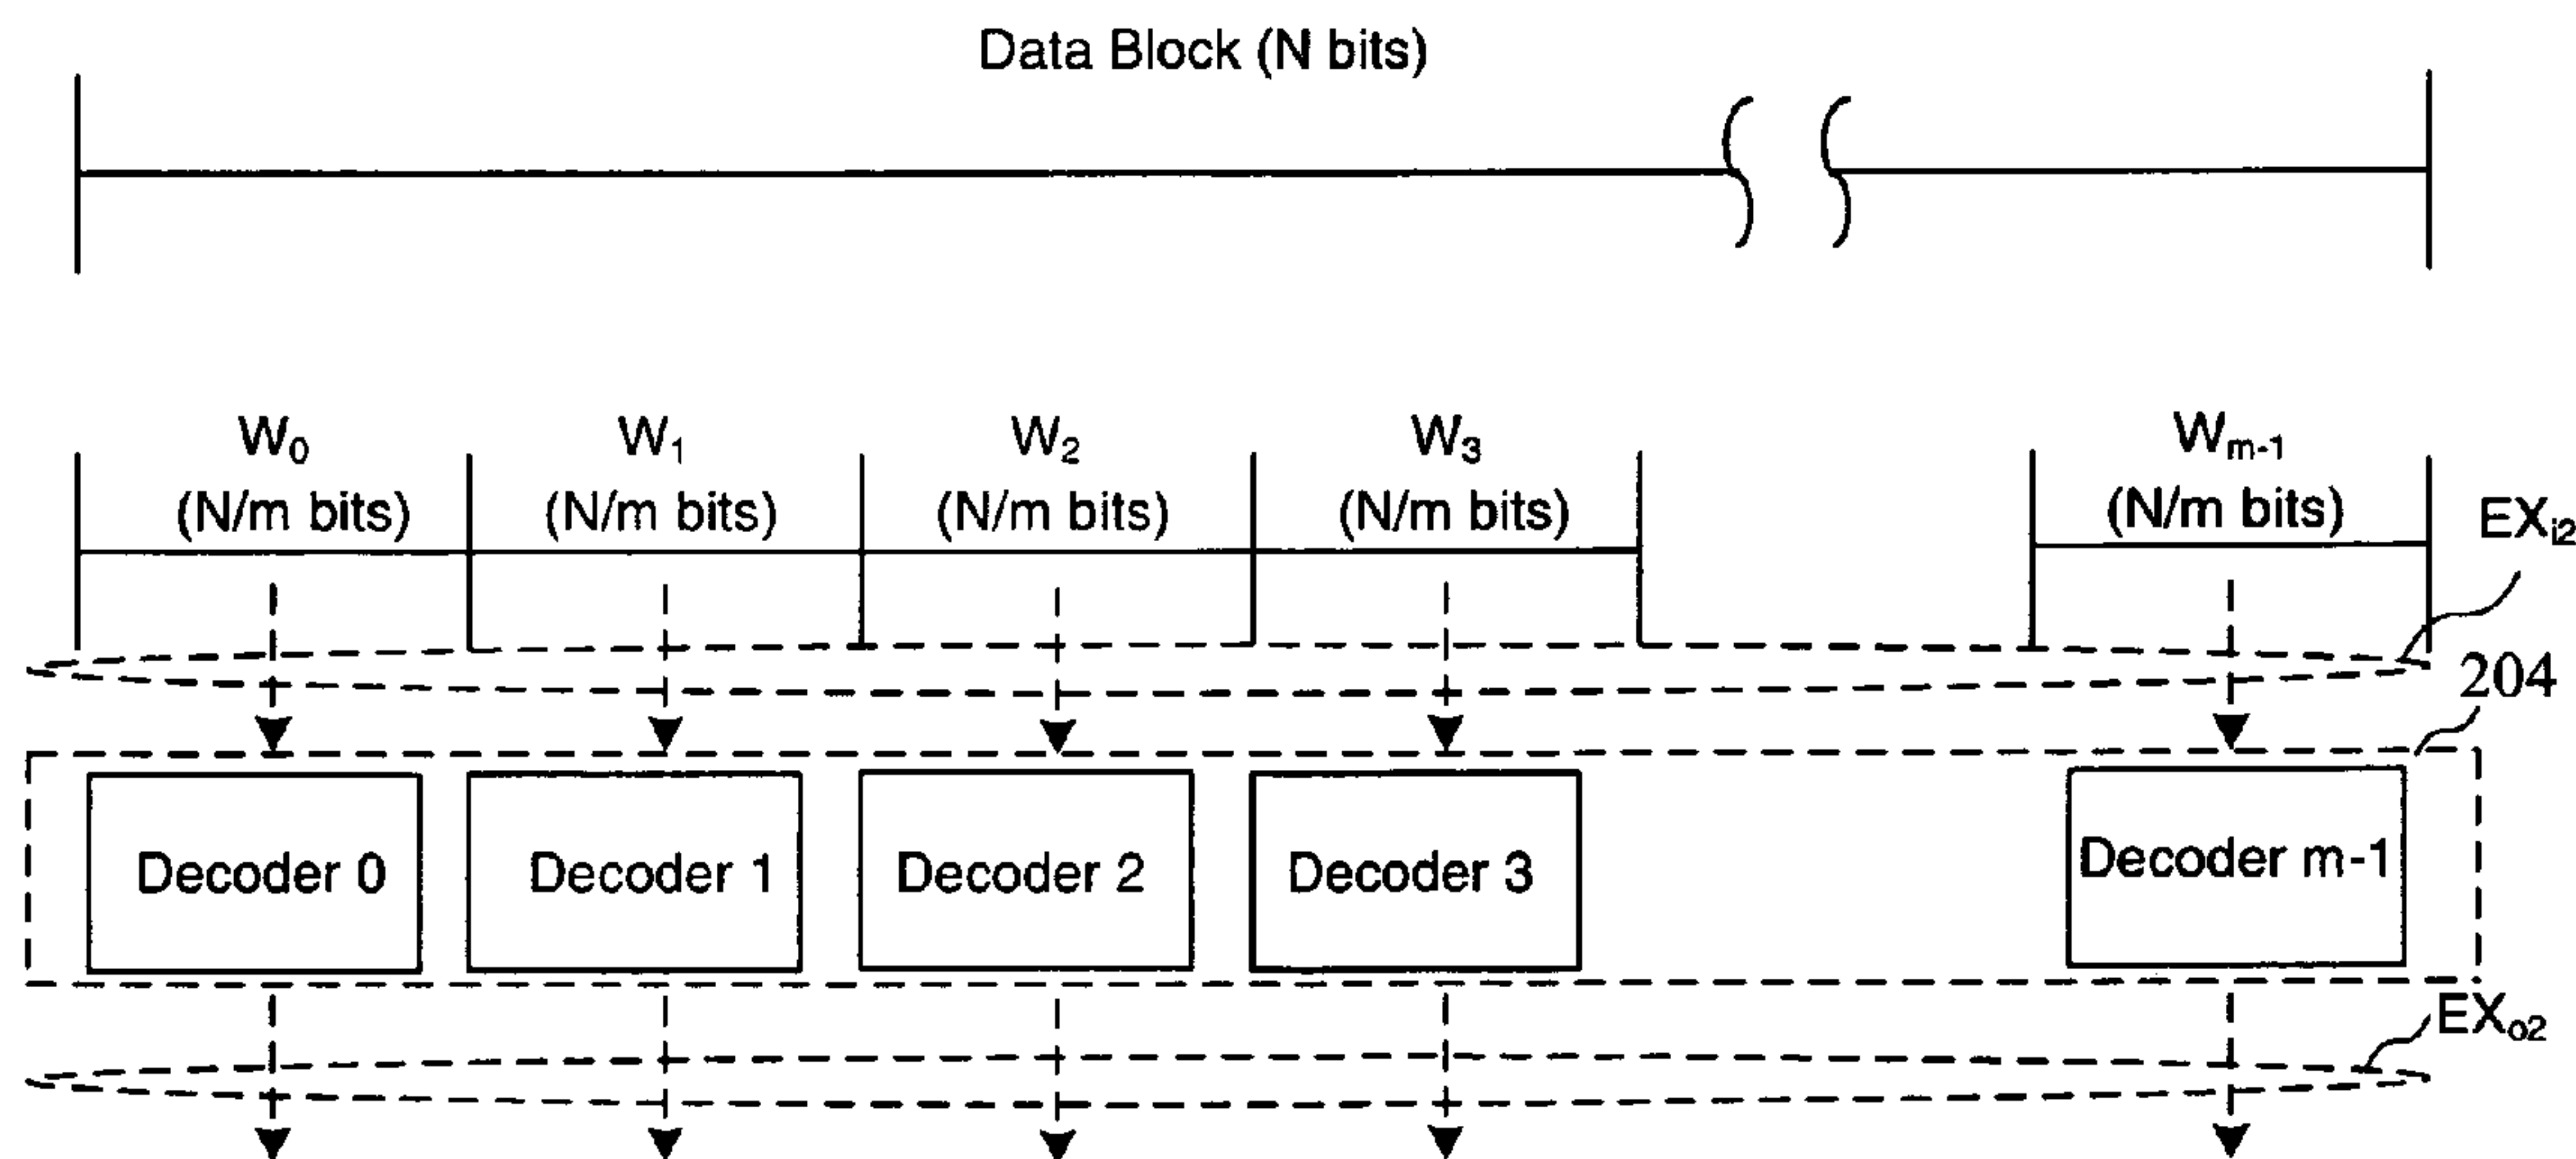 Data Block (N bits)
W₀ W₁ W₂ W₃ Wₘ₋₁
(N/m bits) (N/m bits) (N/m bits) (N/m bits) (N/m bits)
EXᵢ₂
204
Decoder 0 Decoder 1 Decoder 2 Decoder 3 Decoder m-1
EXₒ₂